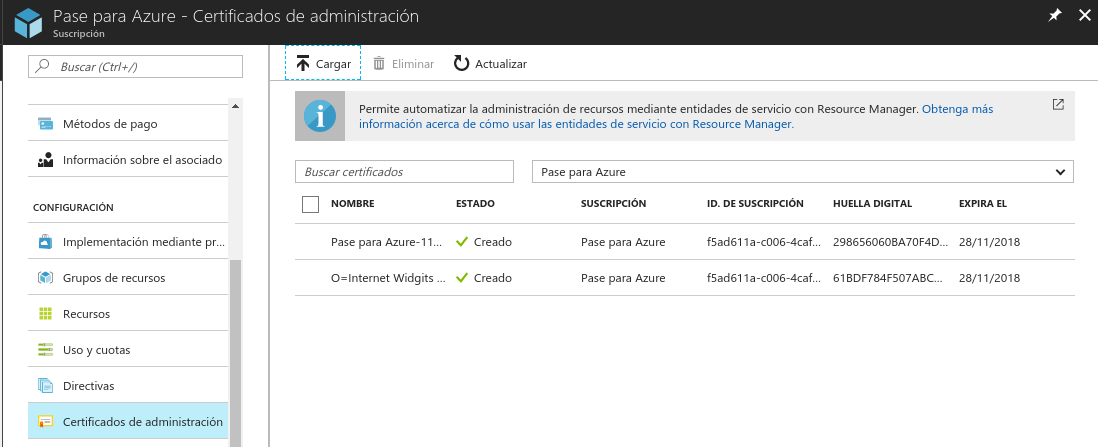 Pase para Azure - Certificados de administración
Suscripción
Buscar (Ctrl+/)
Métodos de pago
Información sobre el asociado
CONFIGURACIÓN
Implementación mediante pr...
Grupos de recursos
Recursos
Uso y cuotas
Directivas
Certificados de administración
Cargar
Eliminar
Actualizar
Permite automatizar la administración de recursos mediante entidades de servicio con Resource Manager. Obtenga más
información acerca de cómo usar las entidades de servicio con Resource Manager.
Buscar certificados
Pase para Azure
NOMBRE ESTADO SUSCRIPCIÓN ID. DE SUSCRIPCIÓN HUELLA DIGITAL EXPIRA EL
Pase para Azure-11... Creado Pase para Azure f5ad611a-c006-4caf... 298656060BA70F4D... 28/11/2018
O=Internet Widgits ... Creado Pase para Azure f5ad611a-c006-4caf... 61BDF784F507ABC... 28/11/2018